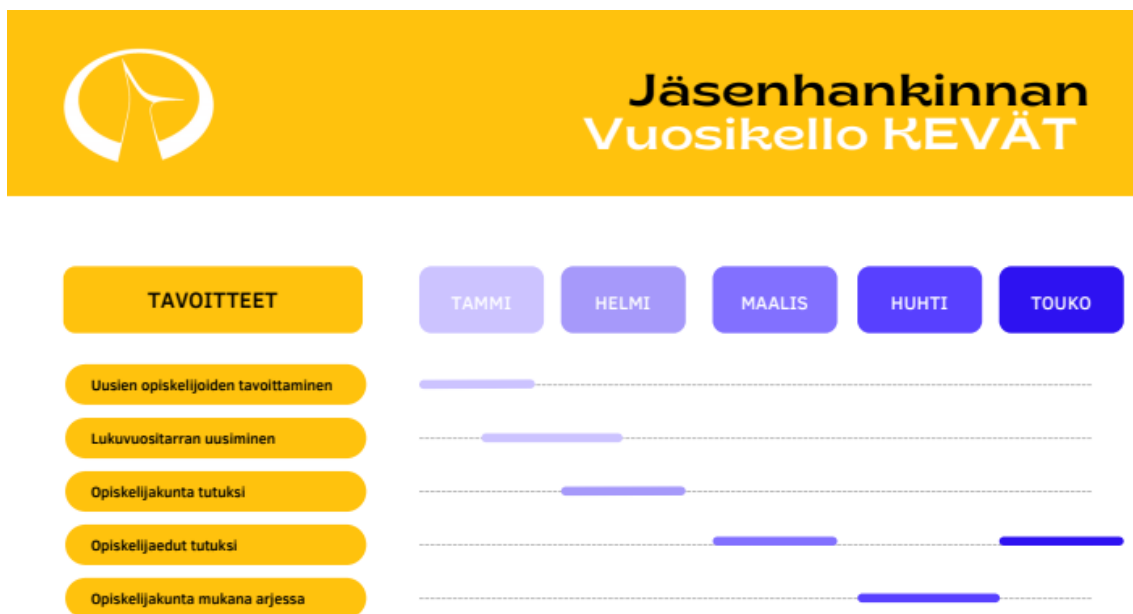 Jäsenhankinnan
Vuosikello KEVÄT
TAVOITTEET
TAMMI
HELMI
MAALIS
HUHTI
TOUKO
Uusien opiskelijoiden tavoittaminen
Lukuvuositarran uusiminen
Opiskelijakunta tutuksi
Opiskelijaedut tutuksi
Opiskelijakunta mukana arjessa